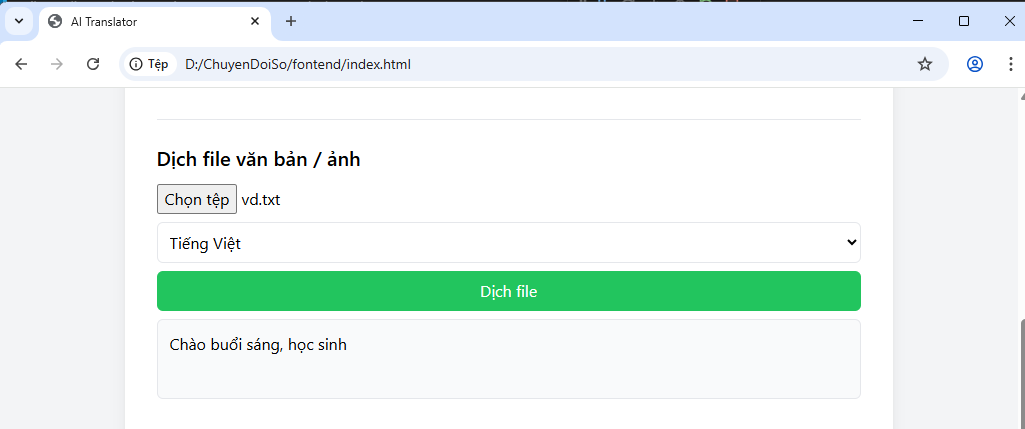 AI Translator
Tệp D:/ChuyenDoiSo/fontend/index.html
Dịch file văn bản / ảnh
Chọn tệp vd.txt
Tiếng Việt
Dịch file
Chào buổi sáng, học sinh